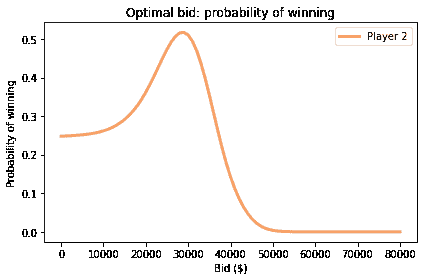 Optimal bid: probability of winning
Player 2
Probability of winning
0.5
0.4
0.3
0.2
0.1
0.0
0 10000 20000 30000 40000 50000 60000 70000 80000
Bid ($)